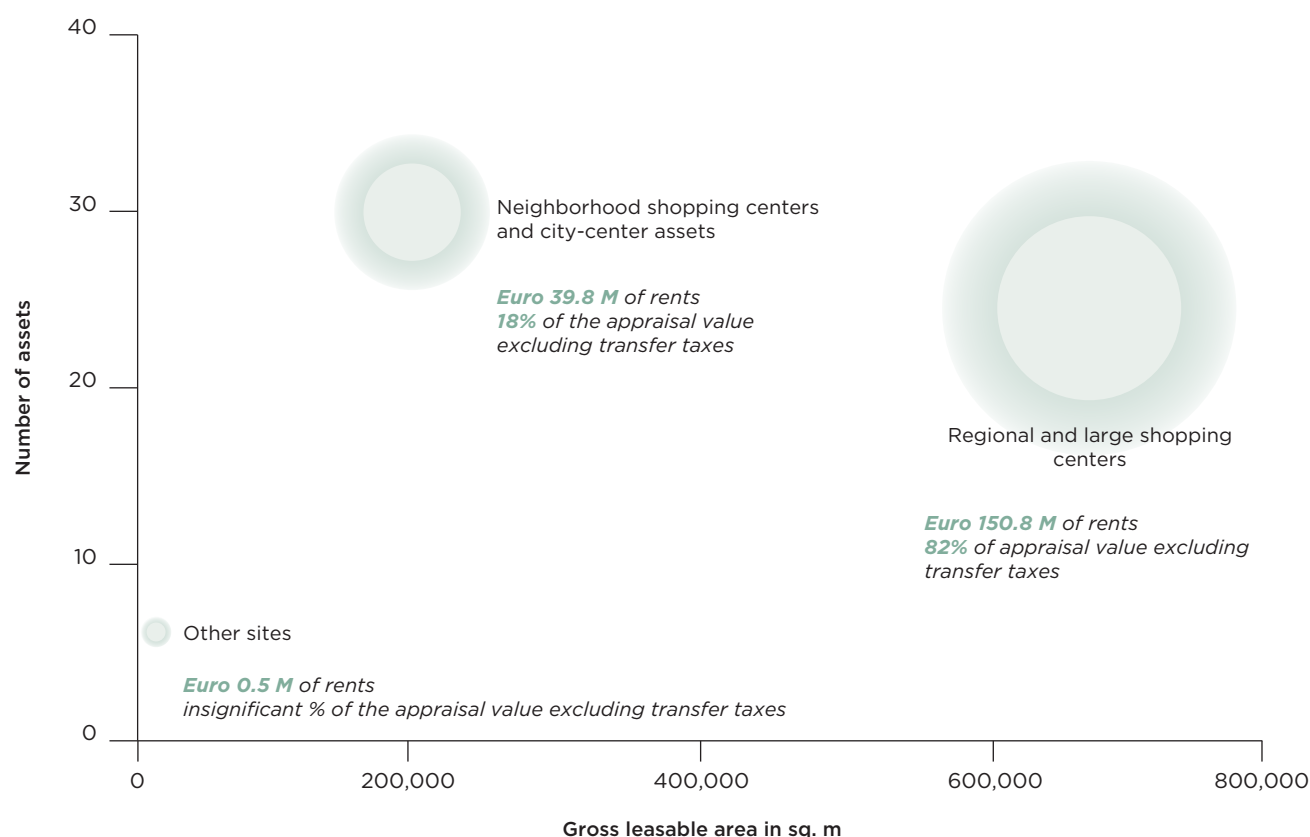 40
30
Neighborhood shopping centers
and city-center assets
Euro 39.8 M of rents
18% of the appraisal value
excluding transfer taxes
Number of assets
20
Regional and large shopping
centers
Euro 150.8 M of rents
82% of appraisal value excluding
transfer taxes
10
Other sites
Euro 0.5 M of rents
insignificant % of the appraisal value excluding transfer taxes
0
0
200,000
400,000
600,000
800,000
Gross leasable area in sq. m